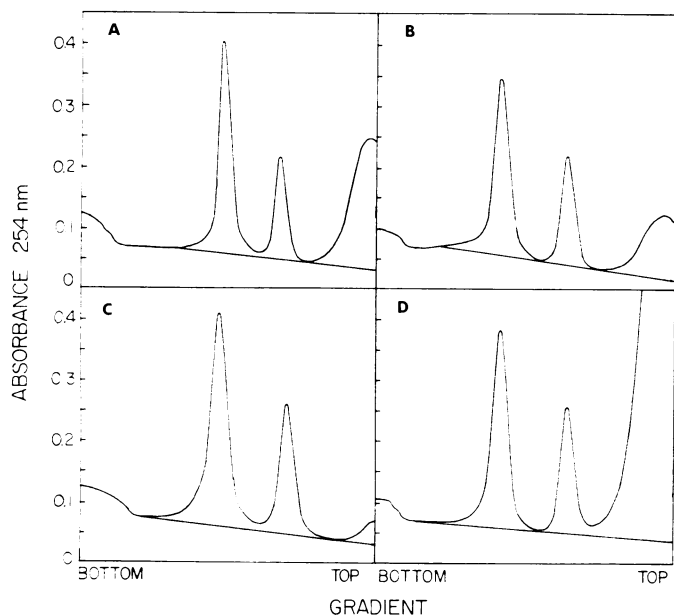 A
B
0.4
0.3
0.2
0.1
0
C
D
0.4
0.3
0.2
0.1
0
ABSORBANCE 254 nm
BOTTOM TOP BOTTOM TOP
GRADIENT